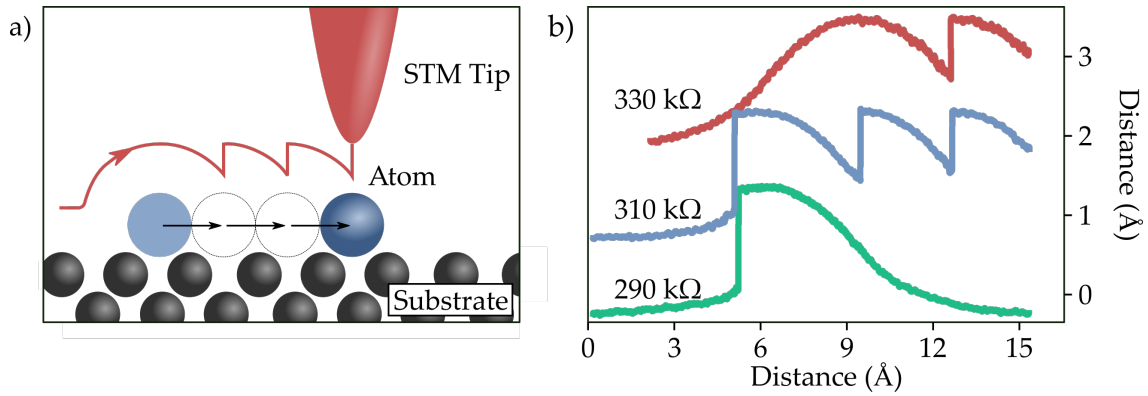 a)
STM Tip
Atom
Substrate
b)
330 kΩ
310 kΩ
290 kΩ
3
2
1
0
Distance (Å)
0 3 6 9 12 15
Distance (Å)